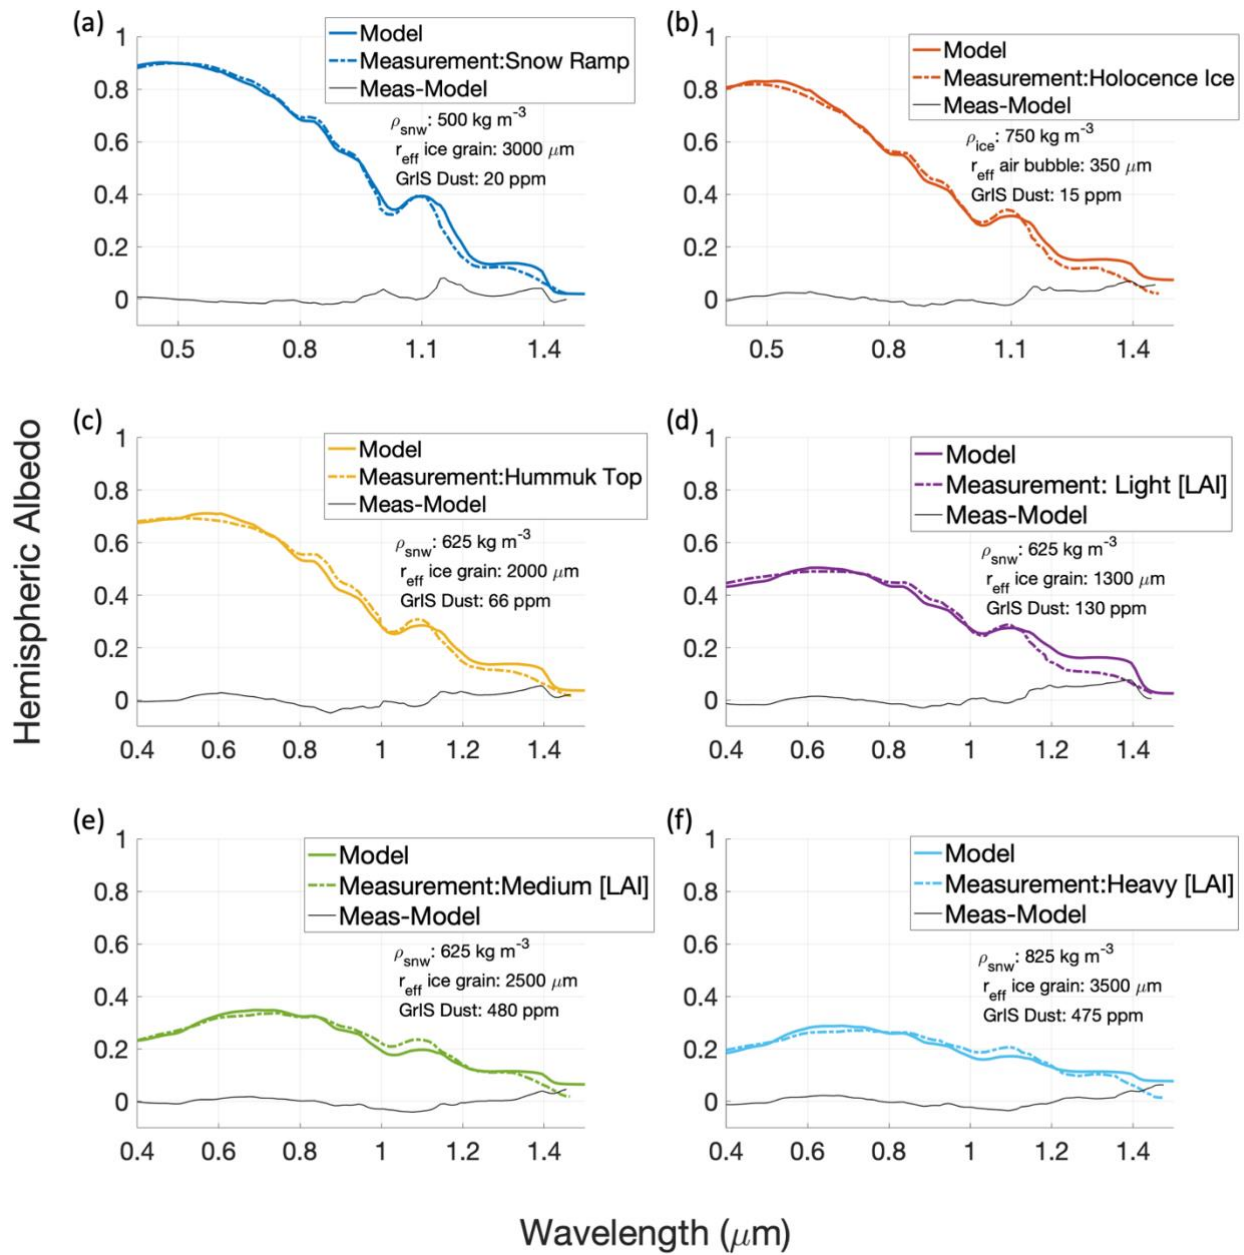 (a)
Model
Measurement:Snow Ramp
Meas-Model
ρsnw: 500 kg m-3
reff ice grain: 3000 μm
GrIS Dust: 20 ppm
1
0.8
0.6
0.4
0.2
0
0.5 0.8 1.1 1.4
(b)
Model
Measurement:Holocence Ice
Meas-Model
ρice: 750 kg m-3
reff air bubble: 350 μm
GrIS Dust: 15 ppm
1
0.8
0.6
0.4
0.2
0
0.5 0.8 1.1 1.4
Hemispheric Albedo
(c)
Model
Measurement:Hummuk Top
Meas-Model
ρsnw: 625 kg m-3
reff ice grain: 2000 μm
GrIS Dust: 66 ppm
1
0.8
0.6
0.4
0.2
0
0.4 0.6 0.8 1 1.2 1.4
(d)
Model
Measurement: Light [LAI]
Meas-Model
ρsnw: 625 kg m-3
reff ice grain: 1300 μm
GrIS Dust: 130 ppm
1
0.8
0.6
0.4
0.2
0
0.4 0.6 0.8 1 1.2 1.4
(e)
Model
Measurement:Medium [LAI]
Meas-Model
ρsnw: 625 kg m-3
reff ice grain: 2500 μm
GrIS Dust: 480 ppm
1
0.8
0.6
0.4
0.2
0
0.4 0.6 0.8 1 1.2 1.4
(f)
Model
Measurement:Heavy [LAI]
Meas-Model
ρsnw: 825 kg m-3
reff ice grain: 3500 μm
GrIS Dust: 475 ppm
1
0.8
0.6
0.4
0.2
0
0.4 0.6 0.8 1 1.2 1.4
Wavelength (μm)